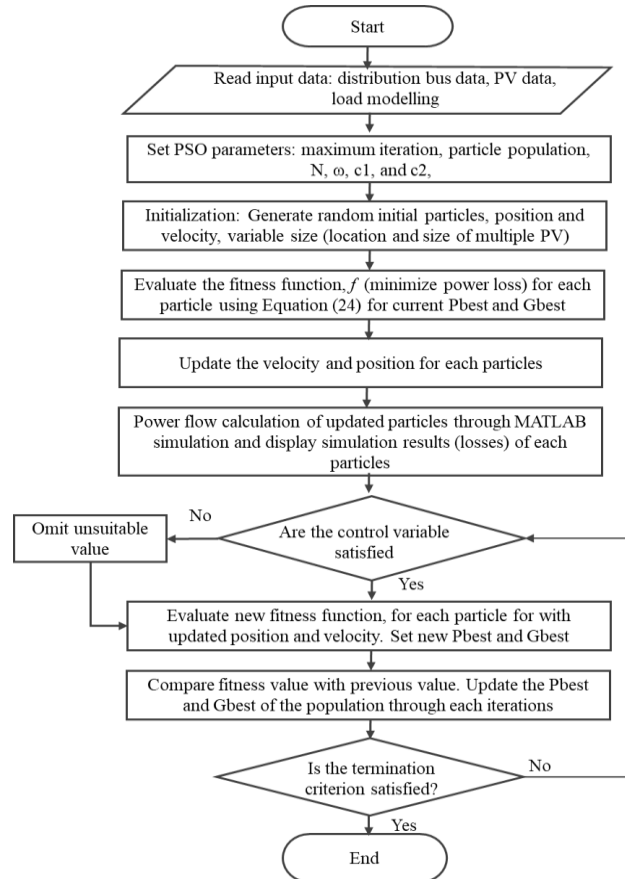 Start
Read input data: distribution bus data, PV data,
load modelling
Set PSO parameters: maximum iteration, particle population,
N, ω, c1, and c2,
Initialization: Generate random initial particles, position and
velocity, variable size (location and size of multiple PV)
Evaluate the fitness function, f (minimize power loss) for each
particle using Equation (24) for current Pbest and Gbest
Update the velocity and position for each particles
Power flow calculation of updated particles through MATLAB
simulation and display simulation results (losses) of each
particles
Are the control variable
satisfied
No
Omit unsuitable
value
Yes
Evaluate new fitness function, for each particle for with
updated position and velocity. Set new Pbest and Gbest
Compare fitness value with previous value. Update the Pbest
and Gbest of the population through each iterations
Is the termination
criterion satisfied?
No
Yes
End